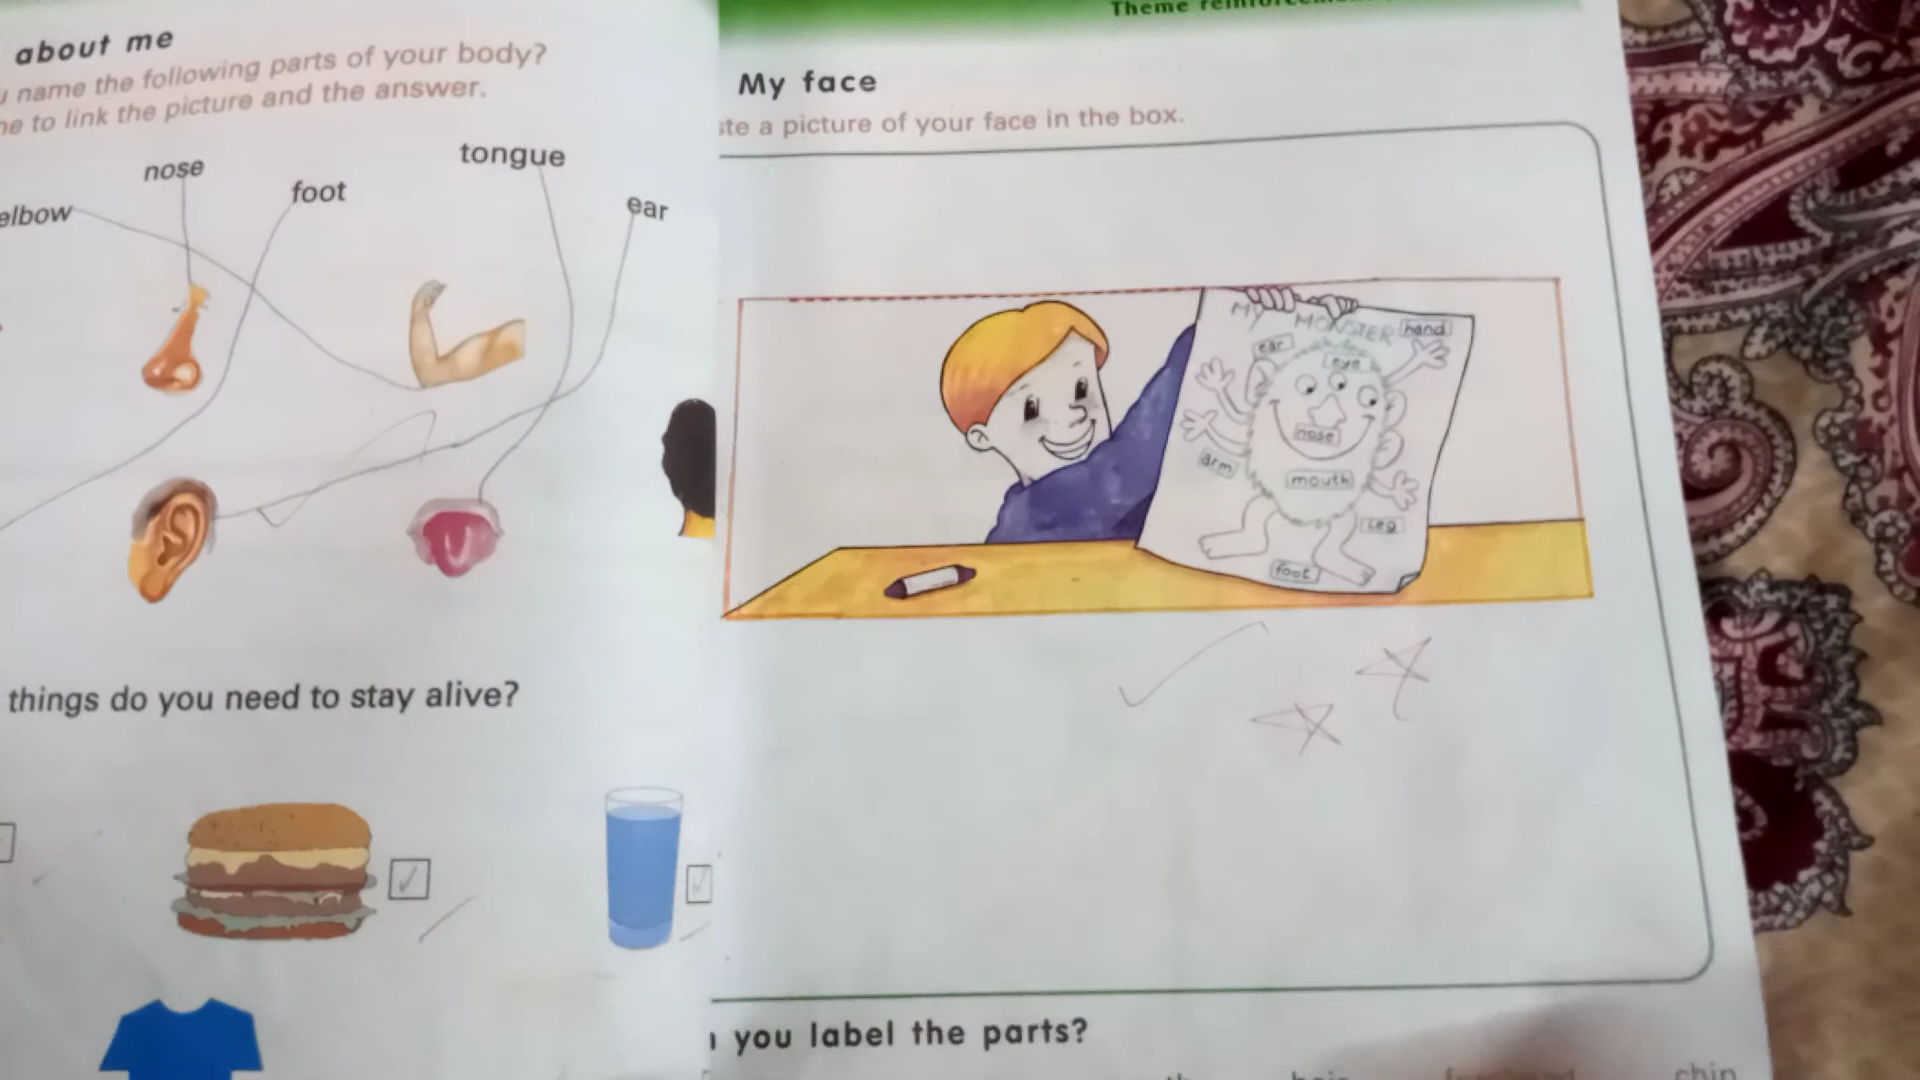 about me
name the following parts of your body?
to link the picture and the answer.
nose
tongue
foot
elbow
ear
things do you need to stay alive?
Theme
My face
a picture of your face in the box.
MY MONSTER
hand
ear
eye
nose
arm
mouth
Leg
foot
you label the parts?
chin